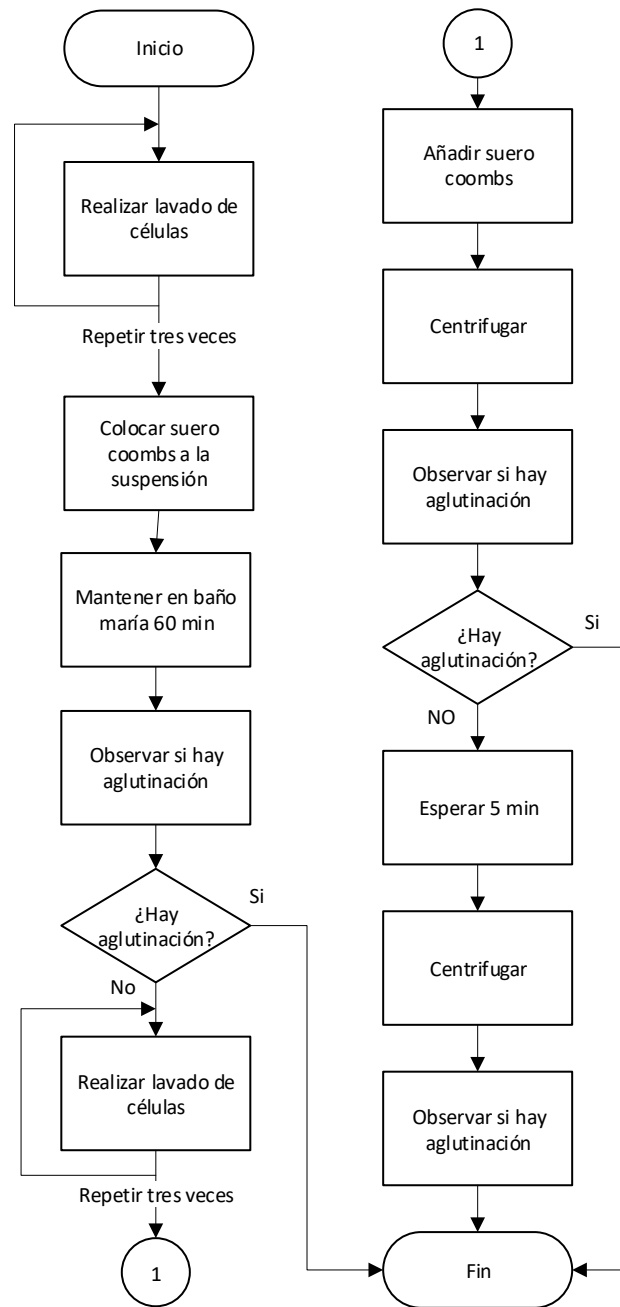 Inicio
Realizar lavado de
células
Repetir tres veces
Colocar suero
coombs a la
suspensión
Mantener en baño
maría 60 min
Observar si hay
aglutinación
¿Hay
aglutinación?
Si
No
Realizar lavado de
células
Repetir tres veces
1
1
Añadir suero
coombs
Centrifugar
Observar si hay
aglutinación
¿Hay
aglutinación?
Si
NO
Esperar 5 min
Centrifugar
Observar si hay
aglutinación
Fin